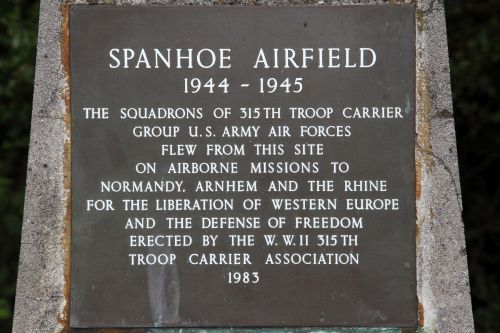 SPANHOE AIRFIELD
1944 - 1945
THE SQUADRONS OF 315TH TROOP CARRIER
GROUP U.S. ARMY AIR FORCES
FLEW FROM THIS SITE
ON AIRBORNE MISSIONS TO
NORMANDY, ARNHEM AND THE RHINE
FOR THE LIBERATION OF WESTERN EUROPE
AND THE DEFENSE OF FREEDOM
ERECTED BY THE W.W.II 315TH
TROOP CARRIER ASSOCIATION
1983